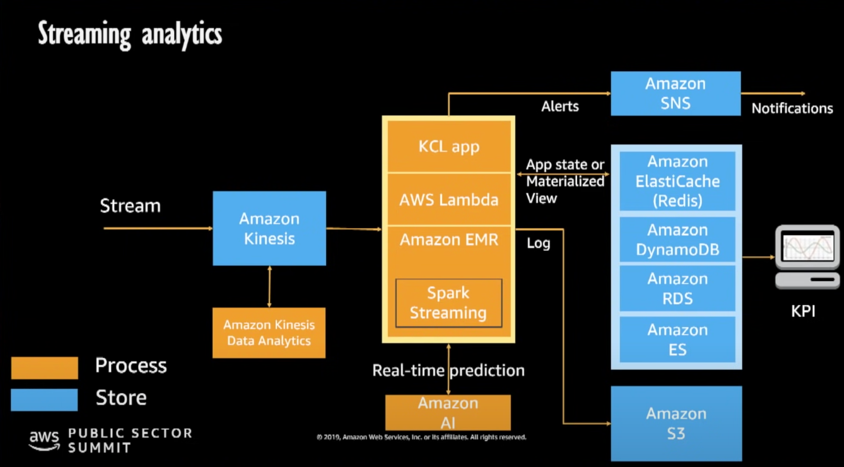 Streaming analytics
Amazon
SNS
Alerts
Notifications
KCL app
AWS Lambda
Amazon EMR
Spark
Streaming
App state or
Materialized
View
Amazon
ElastiCache
(Redis)
Amazon
DynamoDB
Amazon
RDS
Amazon
ES
KPI
Stream
Amazon
Kinesis
Log
Amazon Kinesis
Data Analytics
Real-time prediction
Amazon
AI
Amazon
S3
Process
Store
aws PUBLIC SECTOR
SUMMIT
© 2019, Amazon Web Services, Inc. or its affiliates. All rights reserved.